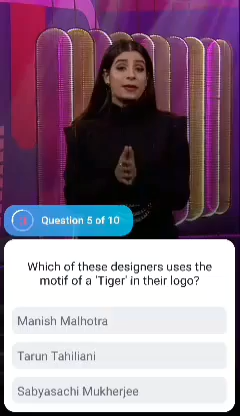 Question 5 of 10
Which of these designers uses the
motif of a 'Tiger' in their logo?
Manish Malhotra
Tarun Tahiliani
Sabyasachi Mukherjee